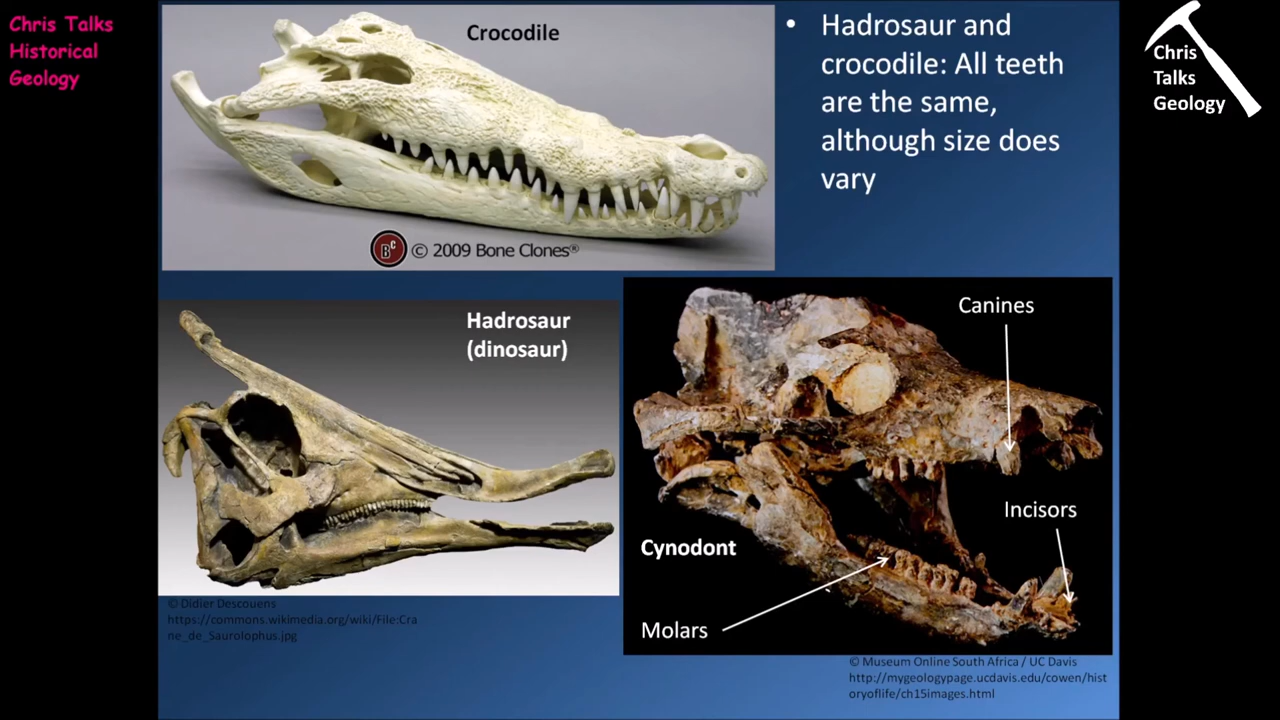 Chris Talks
Historical
Geology
Crocodile
B C © 2009 Bone Clones®
• Hadrosaur and
crocodile: All teeth
are the same,
although size does
vary
Chris
Talks
Geology
Hadrosaur
(dinosaur)
© Didier Descouens
https://commons.wikimedia.org/wiki/File:Cra
ne_de_Saurolophus.jpg
Canines
Incisors
Cynodont
Molars
© Museum Online South Africa / UC Davis
http://mygeologypage.ucdavis.edu/cowen/hist
oryoflife/ch15images.html